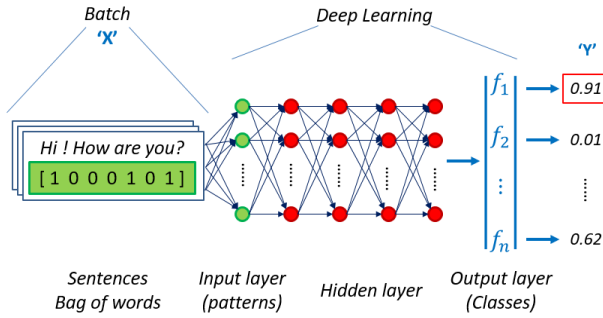 Batch
'X'
Deep Learning
'Y'
Hi ! How are you?
[ 1 0 0 0 1 0 1 ]
f1
f2
⋮
fn
0.91
0.01
.....
0.62
Sentences
Bag of words
Input layer
(patterns)
Hidden layer
Output layer
(Classes)